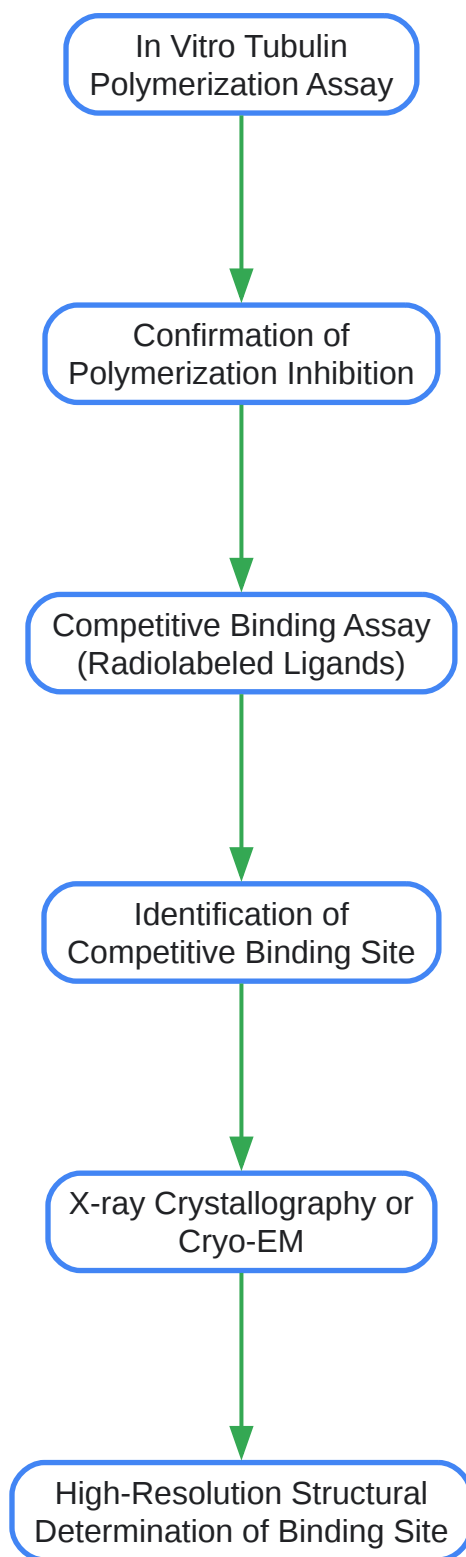 In Vitro Tubulin
Polymerization Assay
Confirmation of
Polymerization Inhibition
Competitive Binding Assay
(Radiolabeled Ligands)
Identification of
Competitive Binding Site
X-ray Crystallography or
Cryo-EM
High-Resolution Structural
Determination of Binding Site